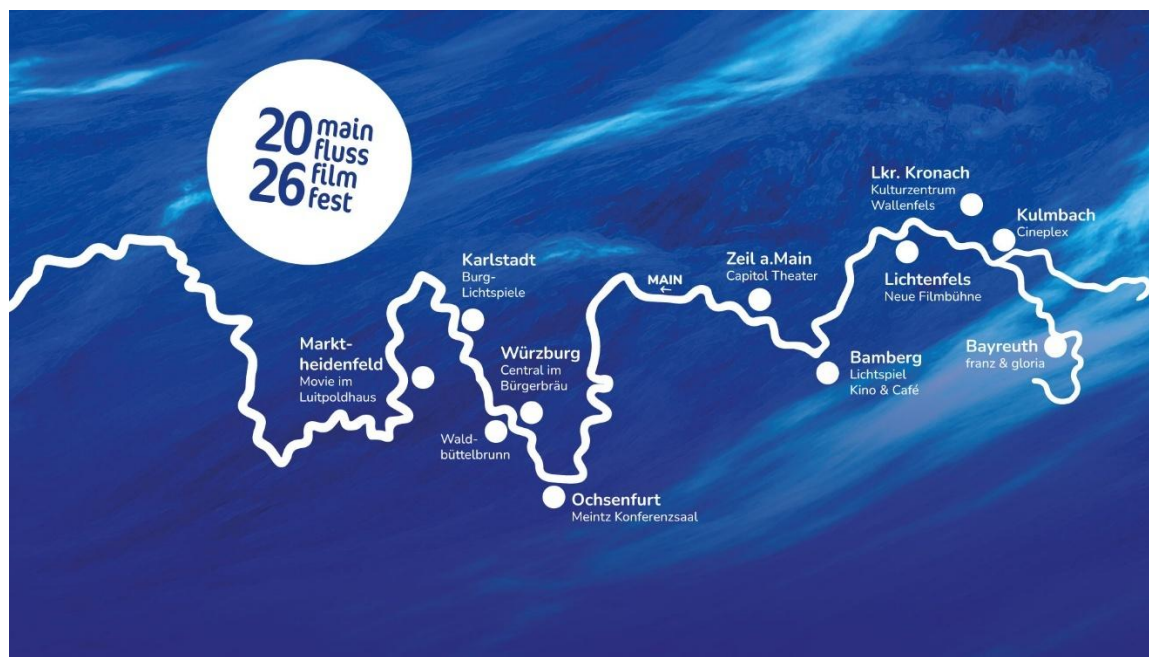 20 main
fluss
26 film
fest
Lkr. Kronach
Kulturzentrum
Wallenfels
Kulmbach
Cineplex
Karlstadt
Burg-
Lichtspiele
Zeil a.Main
Capitol Theater
MAIN
←
Lichtenfels
Neue Filmbühne
Markt-
heidenfeld
Movie im
Luitpoldhaus
Würzburg
Central im
Bürgerbräu
Bamberg
Lichtspiel
Kino & Café
Bayreuth
franz & gloria
Wald-
büttelbrunn
Ochsenfurt
Meintz Konferenzsaal